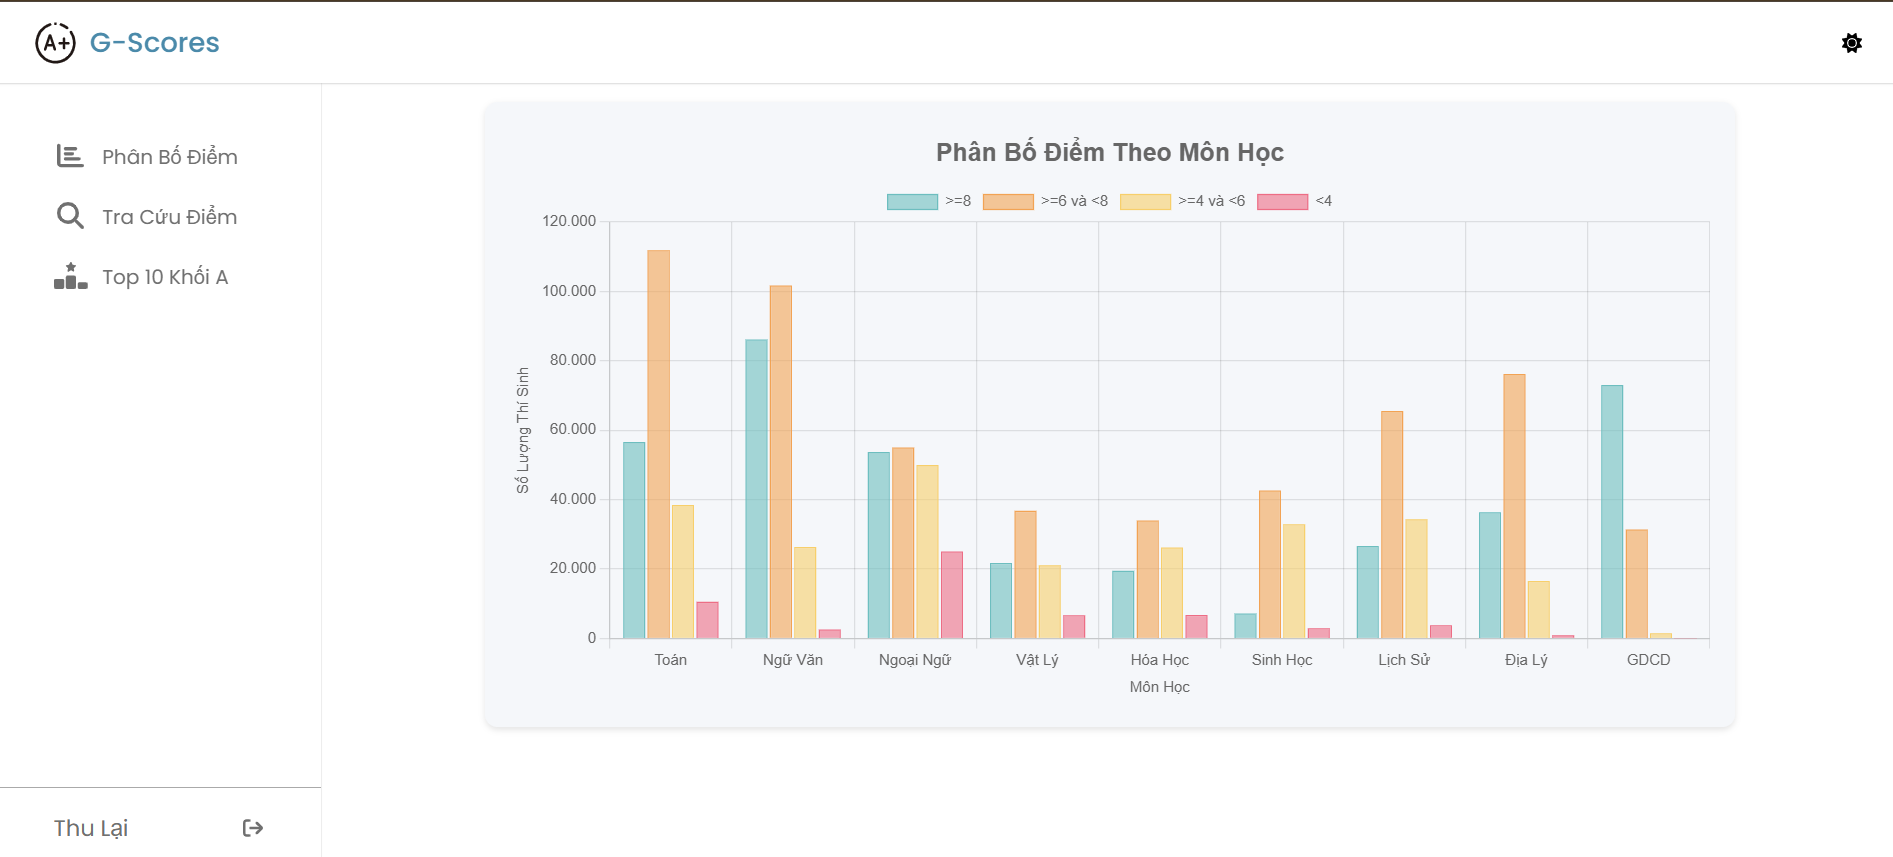 A+ G-Scores
Phân Bố Điểm
Tra Cứu Điểm
Top 10 Khối A
Thu Lại
Phân Bố Điểm Theo Môn Học
>=8 >=6 và <8 >=4 và <6 <4
Số Lượng Thí Sinh
120.000
100.000
80.000
60.000
40.000
20.000
0
Toán Ngữ Văn Ngoại Ngữ Vật Lý Hóa Học Sinh Học Lịch Sử Địa Lý GDCD
Môn Học